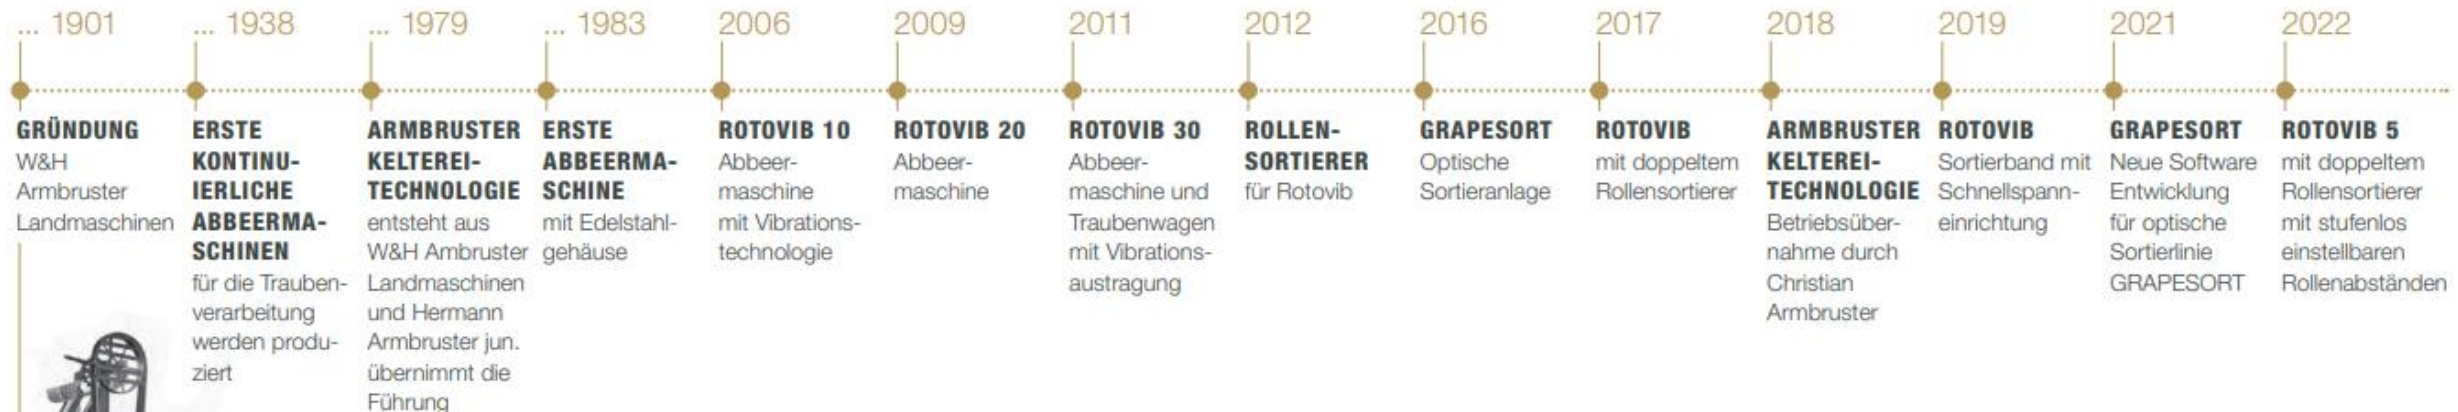 ... 1901
GRÜNDUNG
W&H
Armbruster
Landmaschinen
... 1938
ERSTE
KONTINU-
IERLICHE
ABBEERMA-
SCHINEN
für die Trauben-
verarbeitung
werden produ-
ziert
... 1979
ARMBRUSTER
KELTEREI-
TECHNOLOGIE
entsteht aus
W&H Ambruster
Landmaschinen
und Hermann
Armbruster jun.
übernimmt die
Führung
... 1983
ERSTE
ABBEERMA-
SCHINE
mit Edelstahl-
gehäuse
2006
ROTOVIB 10
Abbeer-
maschine
mit Vibrations-
technologie
2009
ROTOVIB 20
Abbeer-
maschine
2011
ROTOVIB 30
Abbeer-
maschine und
Traubenwagen
mit Vibrations-
austragung
2012
ROLLEN-
SORTIERER
für Rotovib
2016
GRAPESORT
Optische
Sortieranlage
2017
ROTOVIB
mit doppeltem
Rollensortierer
2018
ARMBRUSTER
KELTEREI-
TECHNOLOGIE
Betriebsüber-
nahme durch
Christian
Armbruster
2019
ROTOVIB
Sortierband mit
Schnellspann-
einrichtung
2021
GRAPESORT
Neue Software
Entwicklung
für optische
Sortierlinie
GRAPESORT
2022
ROTOVIB 5
mit doppeltem
Rollensortierer
mit stufenlos
einstellbaren
Rollenabständen